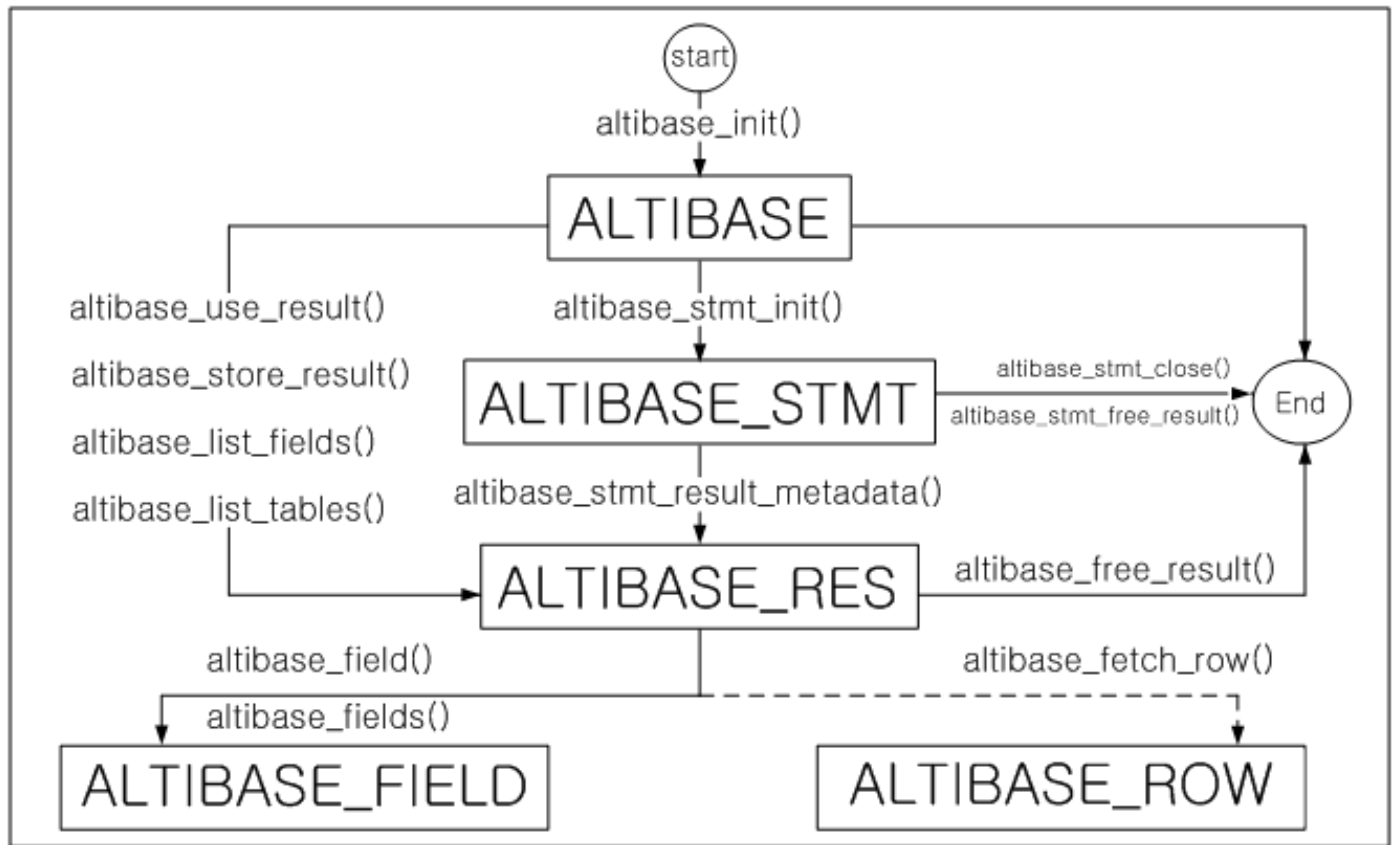 start
altibase_init()
ALTIBASE
altibase_use_result()
altibase_stmt_init()
altibase_store_result()
altibase_stmt_close()
ALTIBASE_STMT
End
altibase_stmt_free_result()
altibase_list_fields()
altibase_stmt_result_metadata()
altibase_list_tables()
ALTIBASE_RES
altibase_free_result()
altibase_field()
altibase_fetch_row()
altibase_fields()
ALTIBASE_FIELD
ALTIBASE_ROW